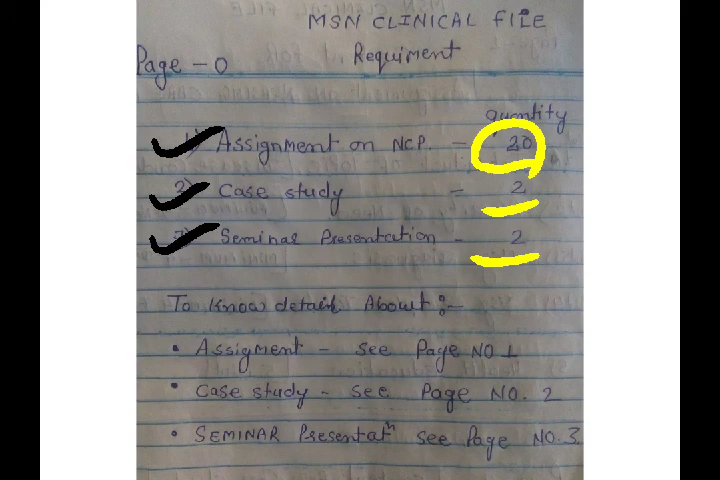 MSN CLINICAL FILE
Requiment
Page - 0
quntity
1) Assignment on NCP. - 20
2) Case study - 2
3) Seminar Presentation - 2
To Know detail About :-
• Assigment - see Page NO 1
• Case study - see Page NO. 2
• SEMINAR Presentatn see Page NO. 3